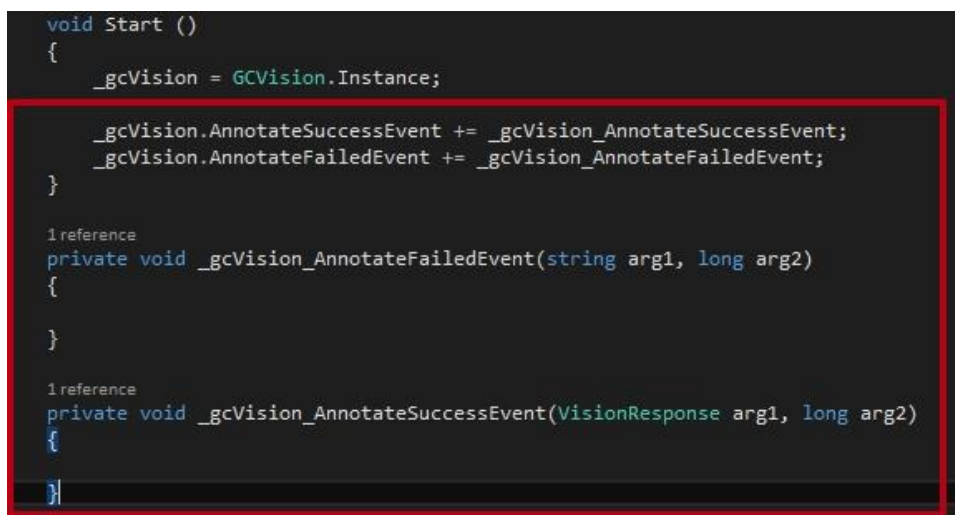 void Start ()
{
_gcVision = GCVision.Instance;
_gcVision.AnnotateSuccessEvent += _gcVision_AnnotateSuccessEvent;
_gcVision.AnnotateFailedEvent += _gcVision_AnnotateFailedEvent;
}
1 reference
private void _gcVision_AnnotateFailedEvent(string arg1, long arg2)
{
}
1 reference
private void _gcVision_AnnotateSuccessEvent(VisionResponse arg1, long arg2)
{
}